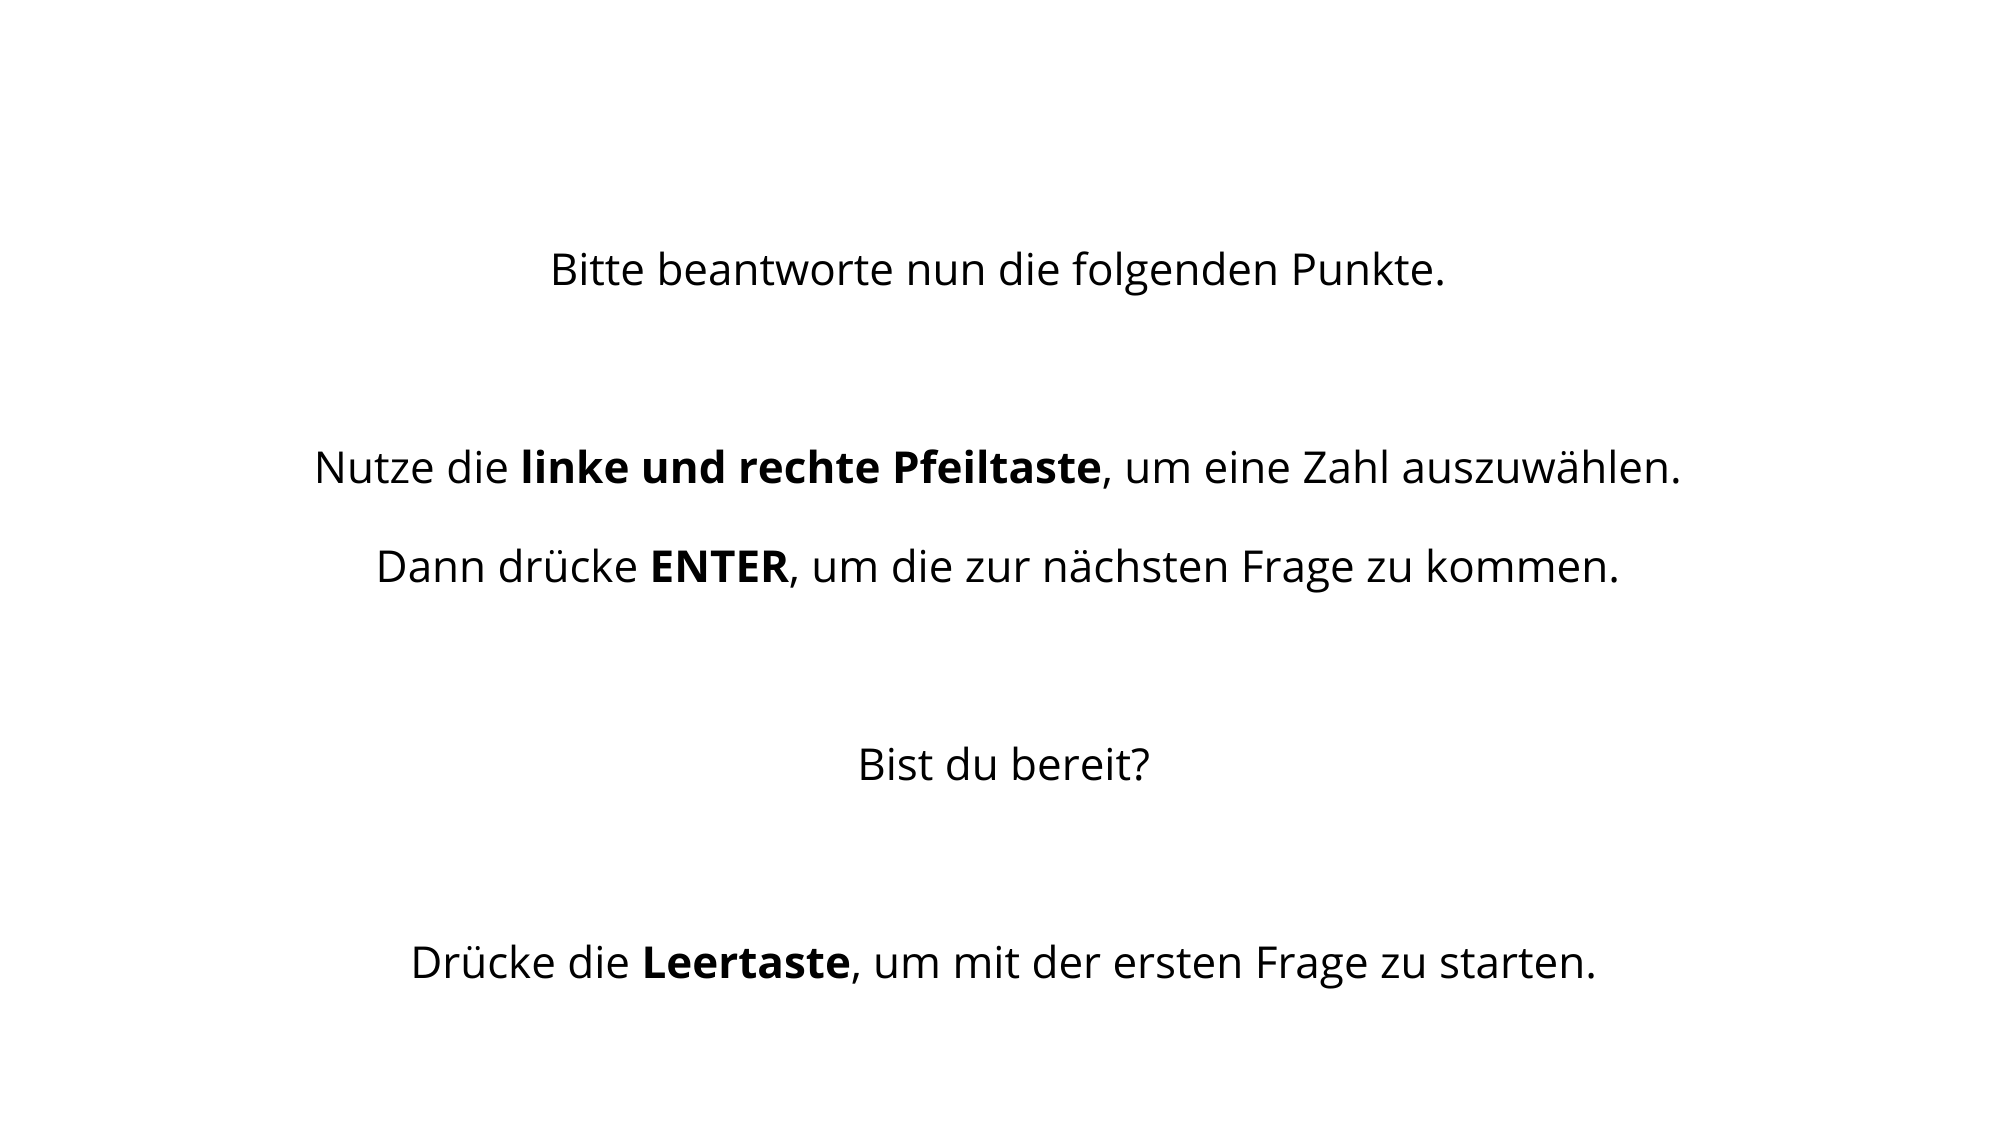 Bitte beantworte nun die folgenden Punkte.
Nutze die linke und rechte Pfeiltaste, um eine Zahl auszuwählen.
Dann drücke ENTER, um die zur nächsten Frage zu kommen.
Bist du bereit?
Drücke die Leertaste, um mit der ersten Frage zu starten.